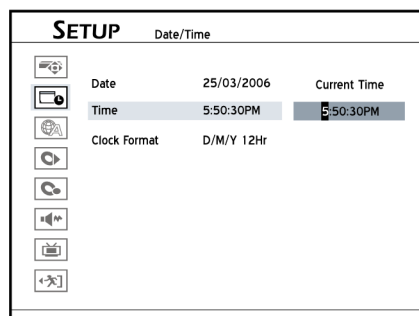 SETUP Date/Time
Date 25/03/2006 Current Time
Time 5:50:30PM 5:50:30PM
Clock Format D/M/Y 12Hr